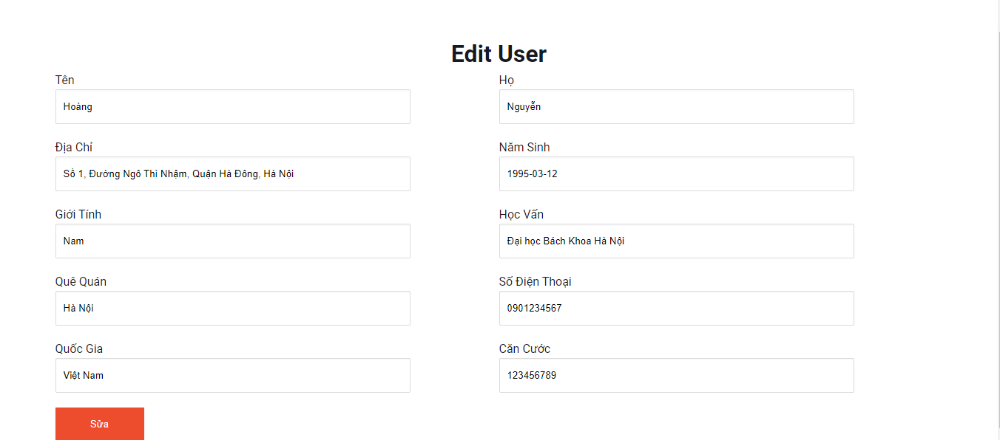 Edit User
Tên
Họ
Hoàng
Nguyễn
Địa Chỉ
Năm Sinh
Số 1, Đường Ngô Thì Nhậm, Quận Hà Đông, Hà Nội
1995-03-12
Giới Tính
Học Vấn
Nam
Đại học Bách Khoa Hà Nội
Quê Quán
Số Điện Thoại
Hà Nội
0901234567
Quốc Gia
Căn Cước
Việt Nam
123456789
Sửa